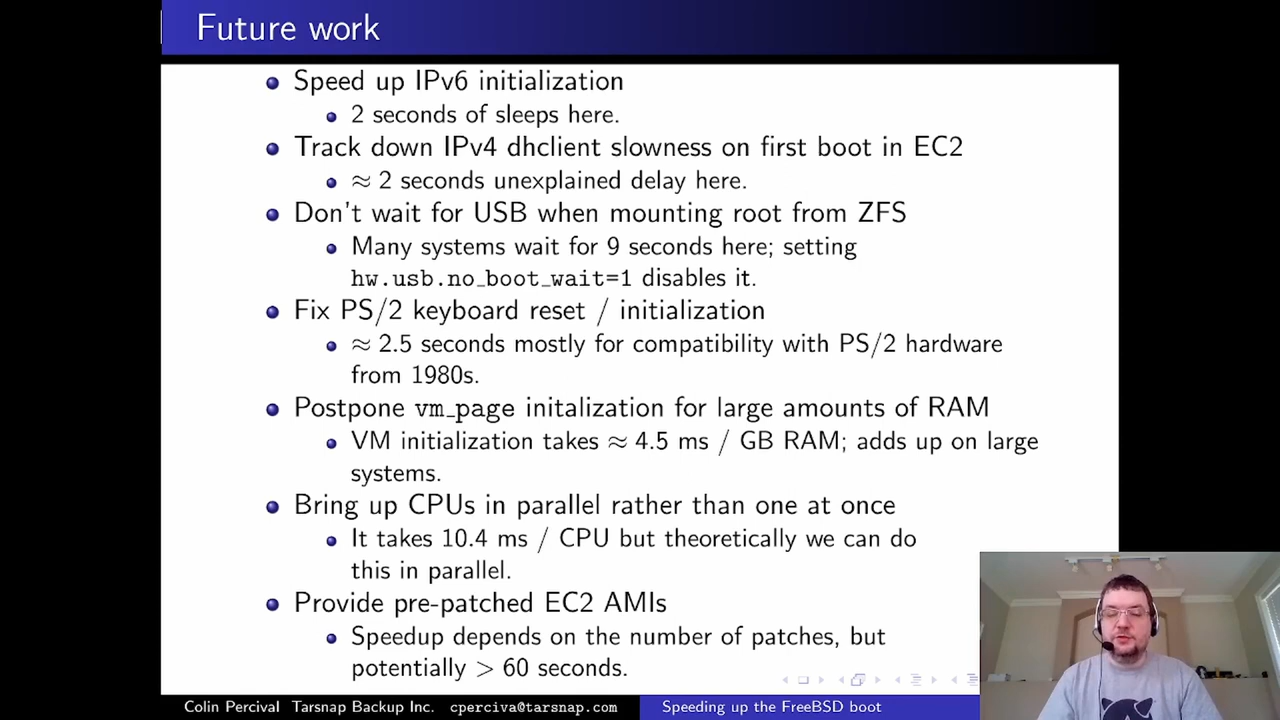 Future work
Speed up IPv6 initialization
2 seconds of sleeps here.
Track down IPv4 dhclient slowness on first boot in EC2
≈ 2 seconds unexplained delay here.
Don't wait for USB when mounting root from ZFS
Many systems wait for 9 seconds here; setting
hw.usb.no_boot_wait=1 disables it.
Fix PS/2 keyboard reset / initialization
≈ 2.5 seconds mostly for compatibility with PS/2 hardware
from 1980s.
Postpone vm_page initalization for large amounts of RAM
VM initialization takes ≈ 4.5 ms / GB RAM; adds up on large
systems.
Bring up CPUs in parallel rather than one at once
It takes 10.4 ms / CPU but theoretically we can do
this in parallel.
Provide pre-patched EC2 AMIs
Speedup depends on the number of patches, but
potentially > 60 seconds.
Colin Percival Tarsnap Backup Inc. cperciva@tarsnap.com
Speeding up the FreeBSD boot